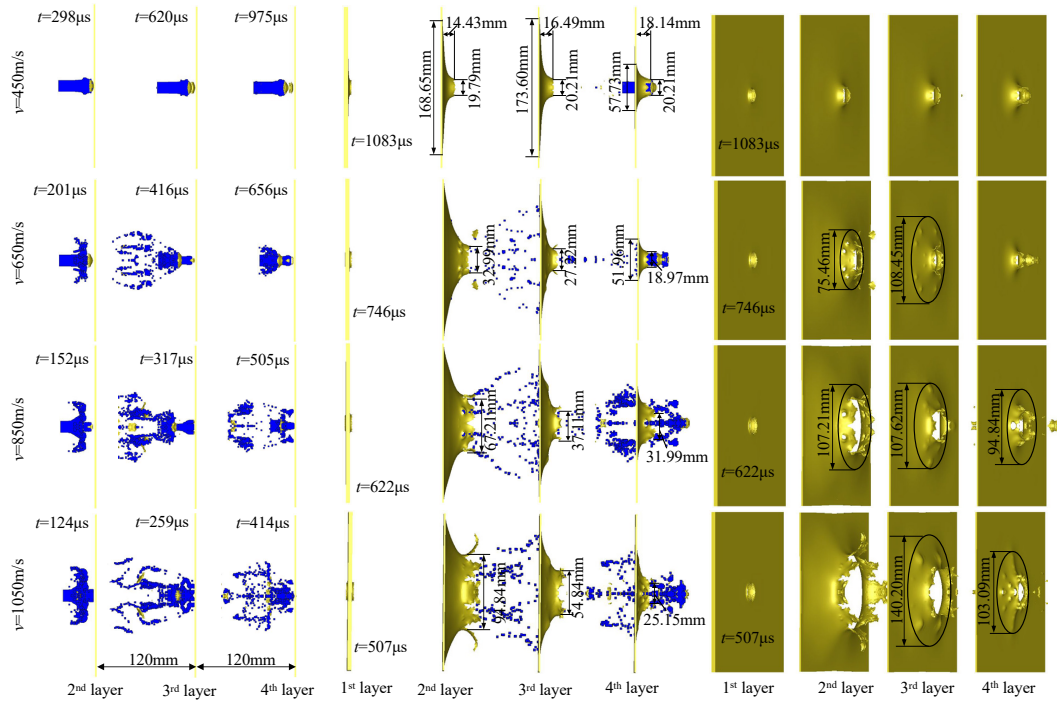 v=450m/s
t=298μs
t=620μs
t=975μs
t=1083μs
168.65mm
14.43mm
19.79mm
173.60mm
16.49mm
20.21mm
57.73mm
18.14mm
20.21mm
t=1083μs
v=650m/s
t=201μs
t=416μs
t=656μs
t=746μs
32.99mm
51.96mm
18.97mm
t=746μs
75.46mm
108.45mm
v=850m/s
t=152μs
t=317μs
t=505μs
t=622μs
67.21mm
37.11mm
31.99mm
t=622μs
107.21mm
107.62mm
94.84mm
v=1050m/s
t=124μs
t=259μs
t=414μs
t=507μs
94.84mm
54.84mm
25.15mm
t=507μs
140.20mm
103.09mm
120mm
120mm
2nd layer
3rd layer
4th layer
1st layer
2nd layer
3rd layer
4th layer
1st layer
2nd layer
3rd layer
4th layer